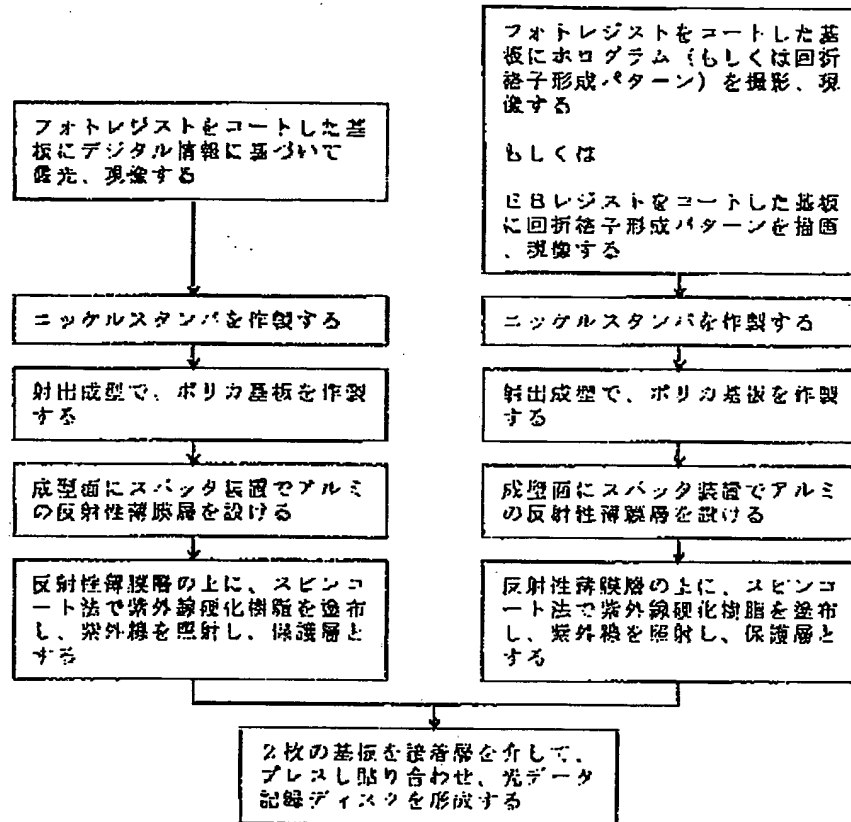 フォトレジストをコートした基
板にデジタル情報に基づいて
露光、現像する
ニッケルスタンパを作製する
射出成型で、ポリカ基板を作製
する
成型面にスパッタ装置でアルミ
の反射性薄膜層を設ける
反射性薄膜層の上に、スピンコ
ート法で紫外線硬化樹脂を塗布
し、紫外線を照射し、保護層と
する
フォトレジストをコートした基
板にホログラム(もしくは回折
格子形成パターン)を撮影、現
像する
もしくは
EBレジストをコートした基板
に回折格子形成パターンを描画
、現像する
ニッケルスタンパを作製する
射出成型で、ポリカ基板を作製
する
成型面にスパッタ装置でアルミ
の反射性薄膜層を設ける
反射性薄膜層の上に、スピンコ
ート法で紫外線硬化樹脂を塗布
し、紫外線を照射し、保護層と
する
2枚の基板を接着層を介して、
プレスし貼り合わせ、光データ
記録ディスクを形成する